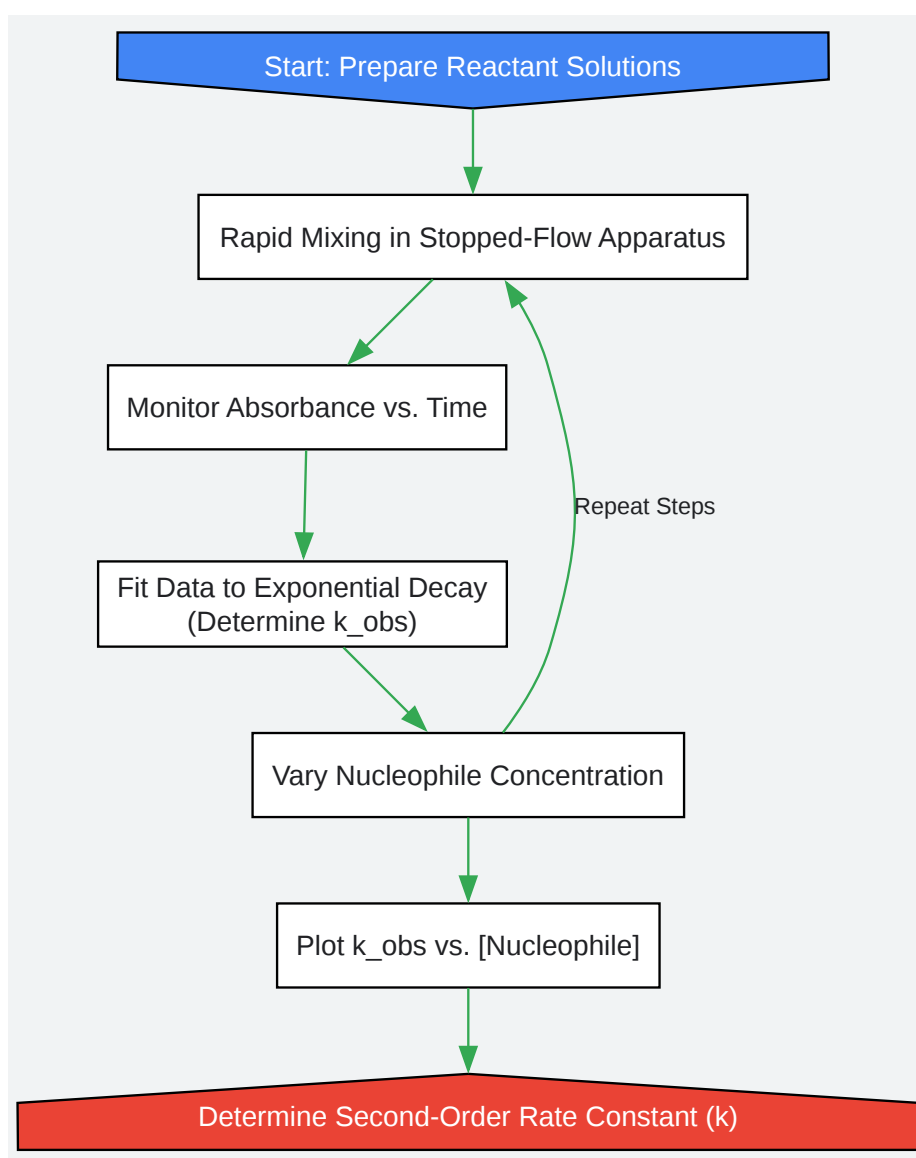 Start: Prepare Reactant Solutions
Rapid Mixing in Stopped-Flow Apparatus
Monitor Absorbance vs. Time
Repeat Steps
Fit Data to Exponential Decay
(Determine k_obs)
Vary Nucleophile Concentration
Plot k_obs vs. [Nucleophile]
Determine Second-Order Rate Constant (k)